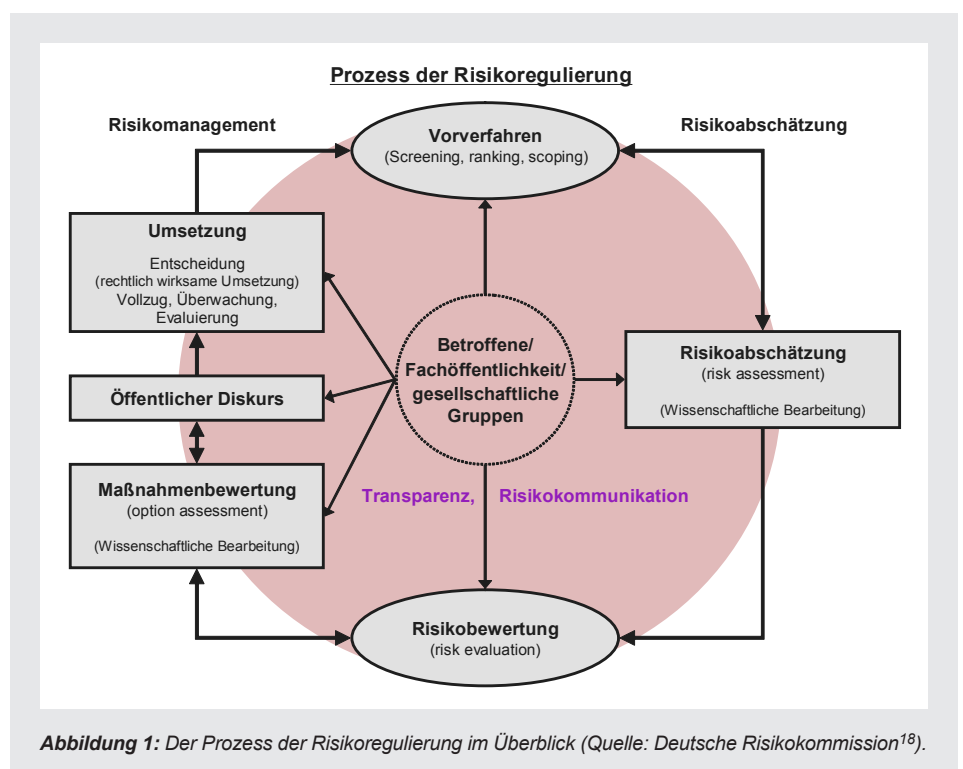 Prozess der Risikoregulierung
Risikomanagement
Risikoabschätzung
Vorverfahren
(Screening, ranking, scoping)
Umsetzung
Entscheidung
(rechtlich wirksame Umsetzung)
Vollzug, Überwachung,
Evaluierung
Betroffene/
Fachöffentlichkeit/
gesellschaftliche
Gruppen
Risikoabschätzung
(risk assessment)
(Wissenschaftliche Bearbeitung)
Öffentlicher Diskurs
Maßnahmenbewertung
(option assessment)
(Wissenschaftliche Bearbeitung)
Transparenz, Risikokommunikation
Risikobewertung
(risk evaluation)
Abbildung 1: Der Prozess der Risikoregulierung im Überblick (Quelle: Deutsche Risikokommission18).